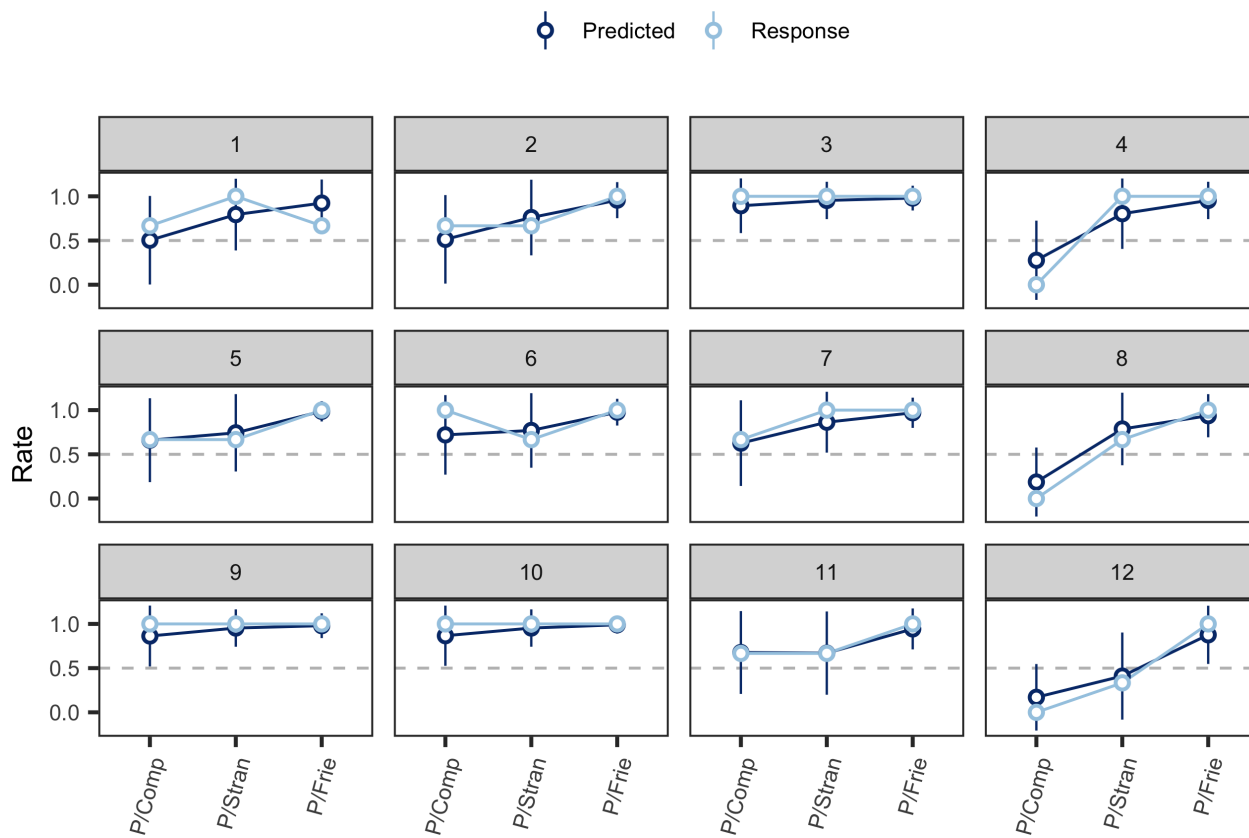 Predicted Response
1 2 3 4
1.0
0.5
0.0
5 6 7 8
1.0
0.5
0.0
Rate
9 10 11 12
1.0
0.5
0.0
P/Comp P/Stran P/Frie P/Comp P/Stran P/Frie P/Comp P/Stran P/Frie P/Comp P/Stran P/Frie